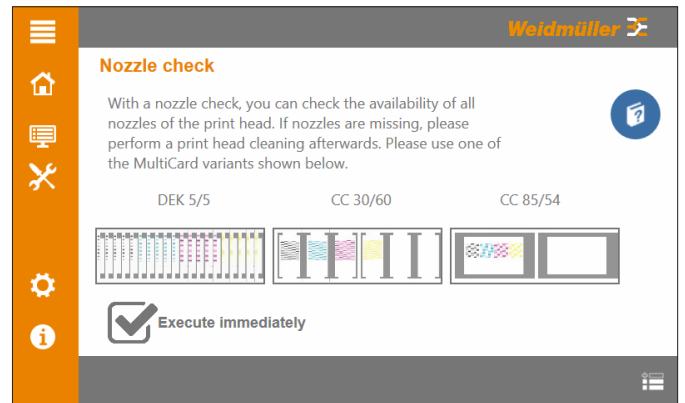 Weidmüller
Nozzle check
With a nozzle check, you can check the availability of all
nozzles of the print head. If nozzles are missing, please
perform a print head cleaning afterwards. Please use one of
the MultiCard variants shown below.
DEK 5/5 CC 30/60 CC 85/54
Execute immediately